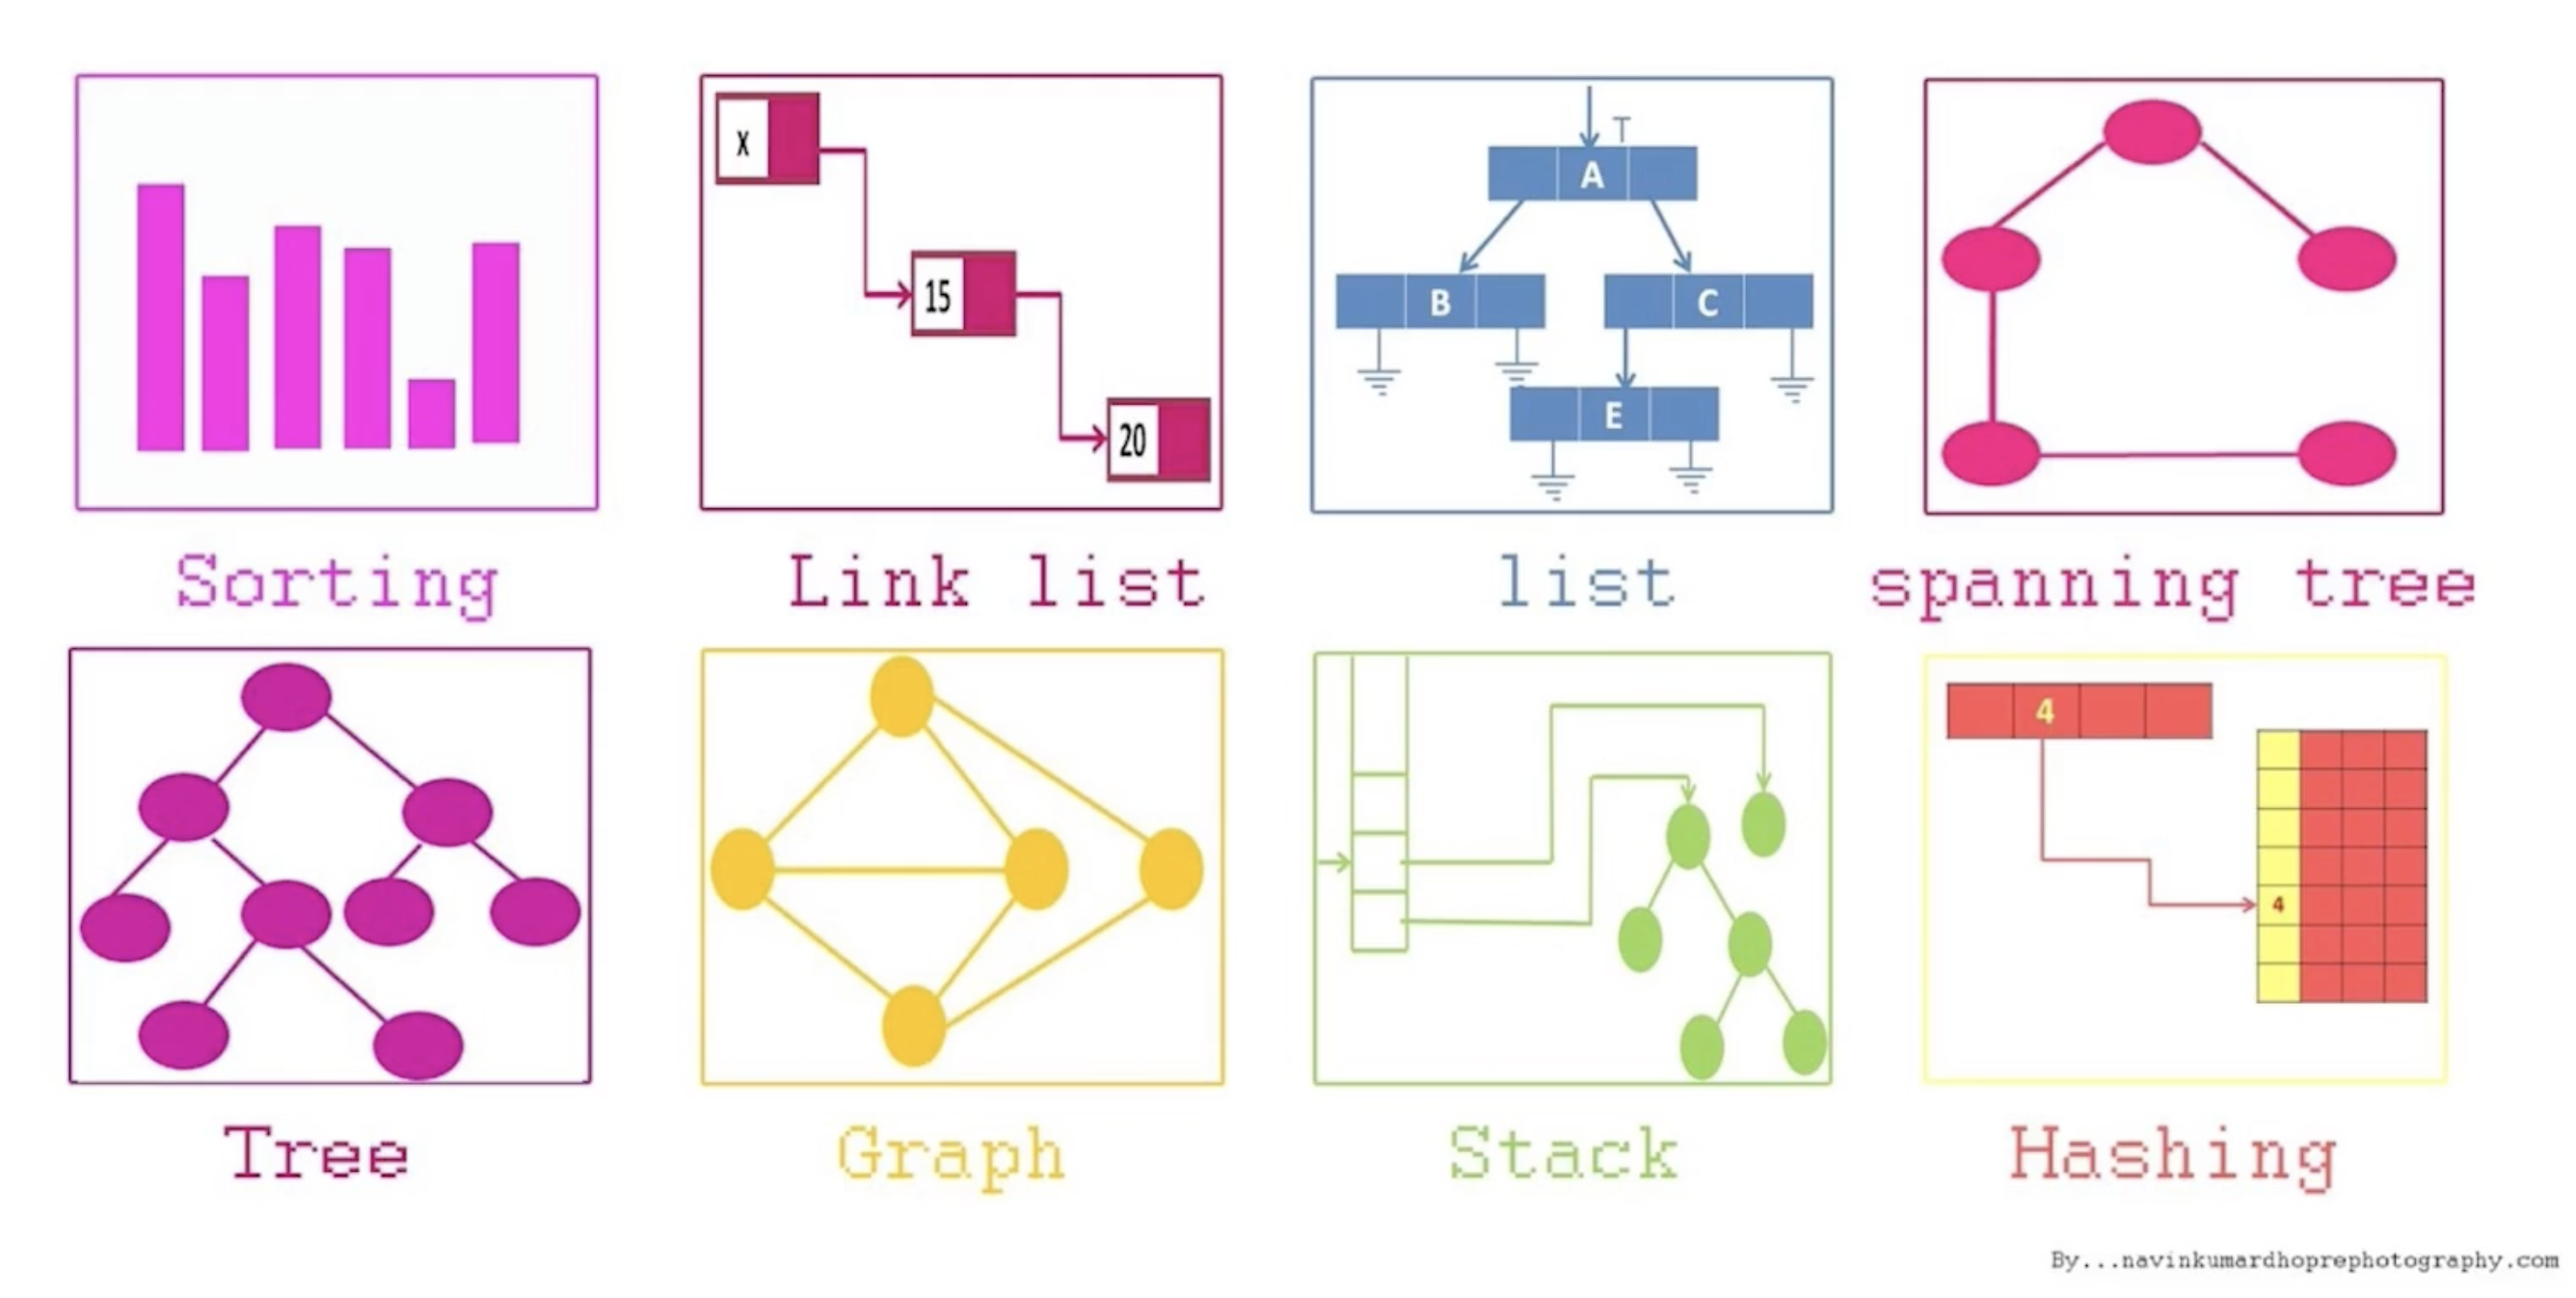 X
15
20
T
A
B C
E
Sorting Link list list spanning tree
4
4
Tree Graph Stack Hashing
By...navinkumardhoprephotography.com